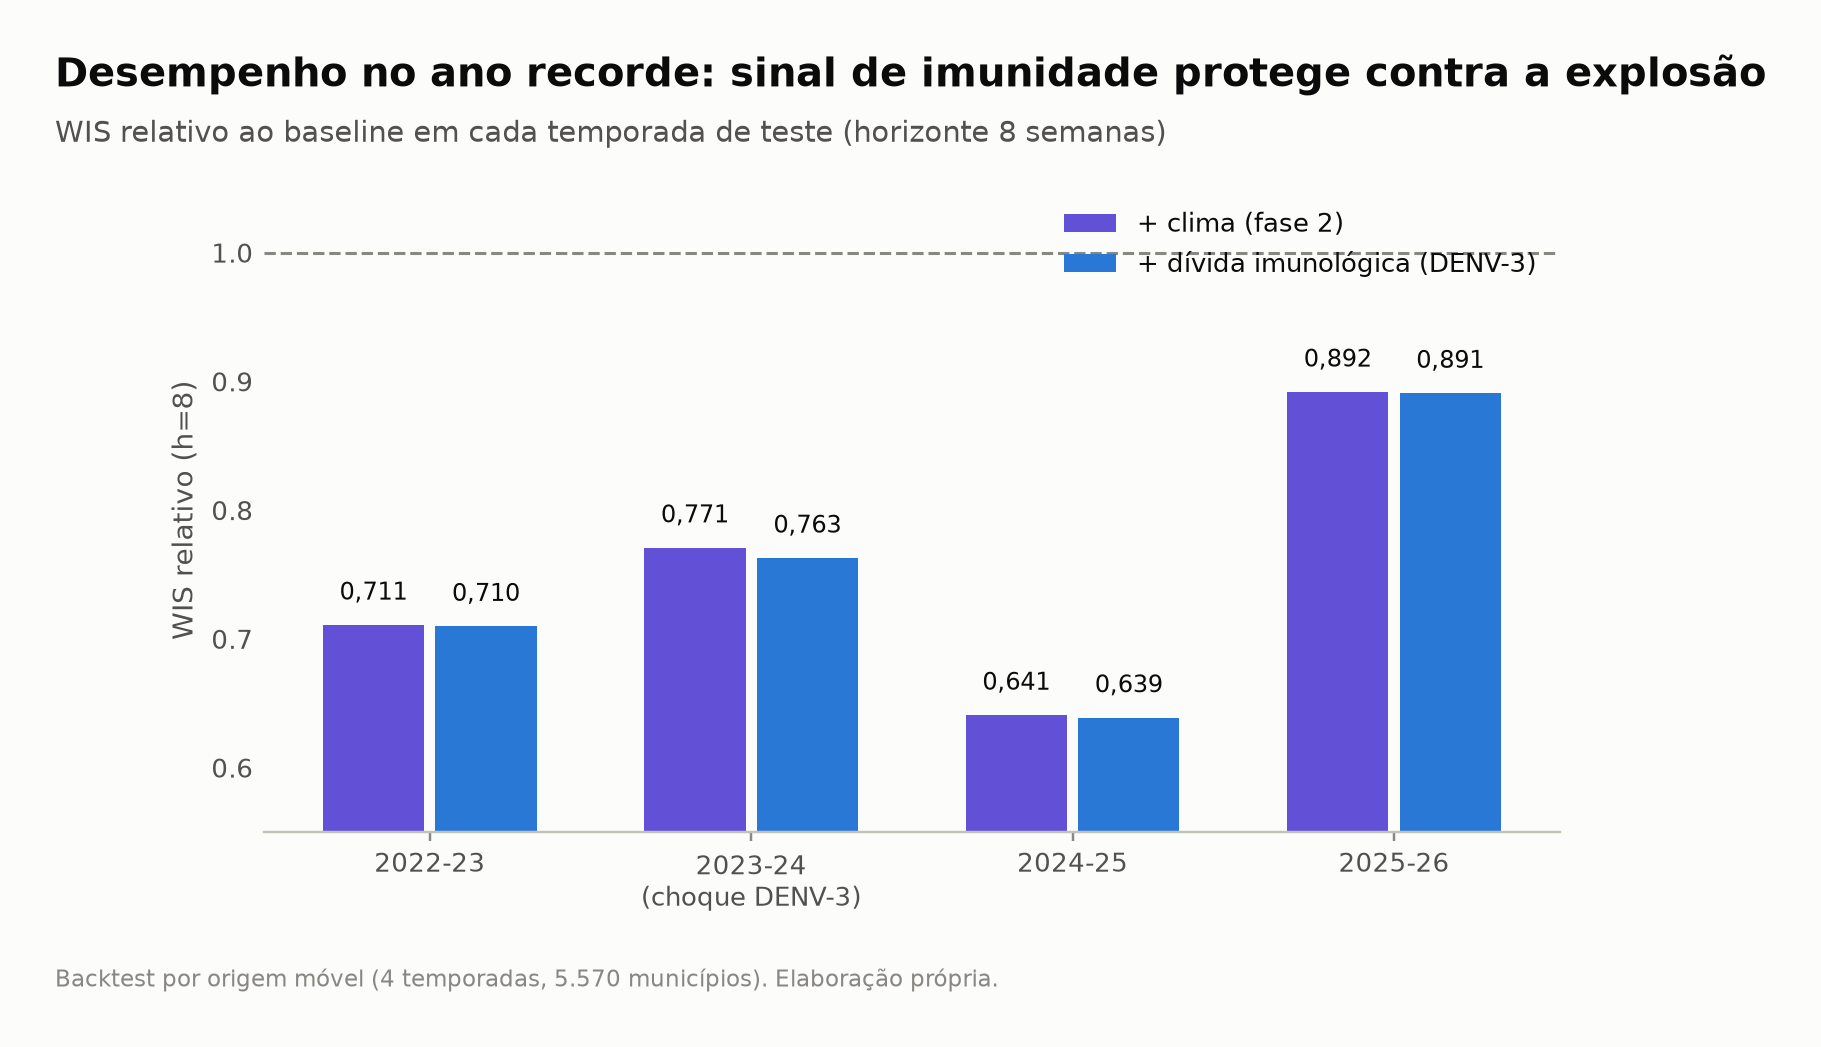 Desempenho no ano recorde: sinal de imunidade protege contra a explosão
WIS relativo ao baseline em cada temporada de teste (horizonte 8 semanas)
+ clima (fase 2)
+ dívida imunológica (DENV-3)
WIS relativo (h=8)
1.0
0.9
0.8
0.7
0.6
0,711
0,710
0,771
0,763
0,641
0,639
0,892
0,891
2022-23
2023-24
(choque DENV-3)
2024-25
2025-26
Backtest por origem móvel (4 temporadas, 5.570 municípios). Elaboração própria.